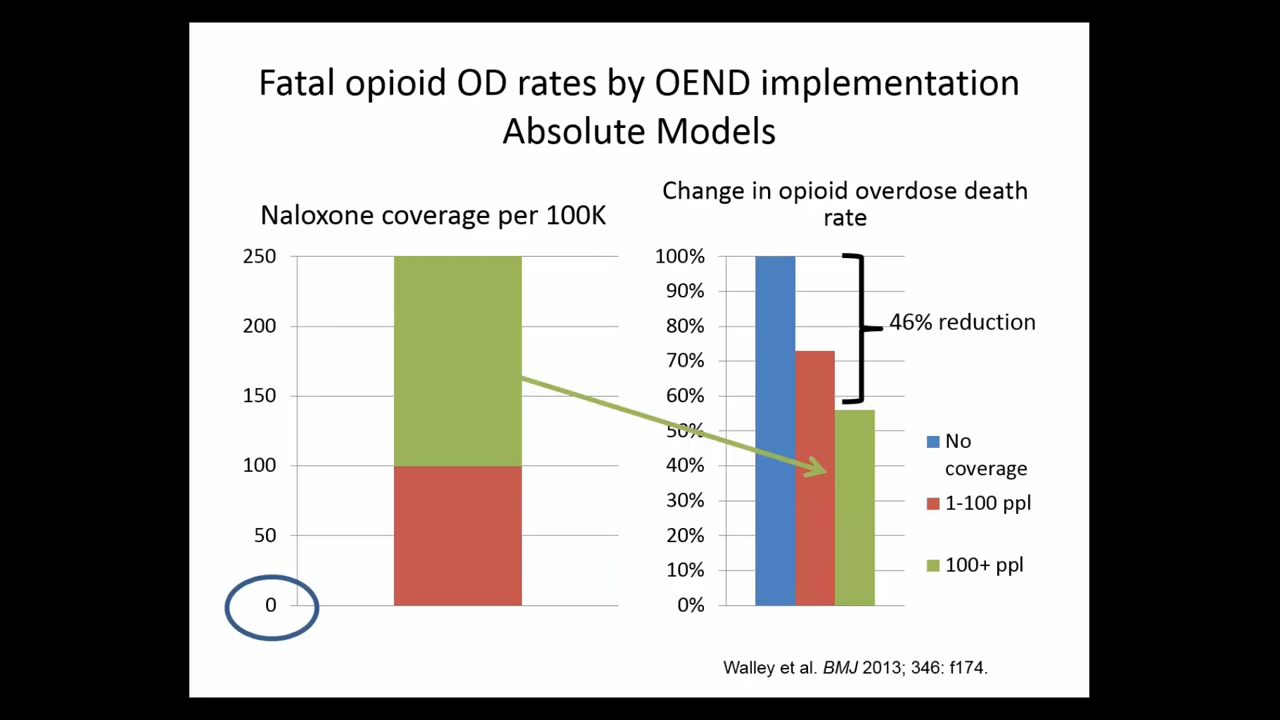 Fatal opioid OD rates by OEND implementation
Absolute Models
Naloxone coverage per 100K
250
200
150
100
50
0
Change in opioid overdose death
rate
100%
90%
80%
70%
60%
50%
40%
30%
20%
10%
0%
46% reduction
No
coverage
1-100 ppl
100+ ppl
Walley et al. BMJ 2013; 346: f174.